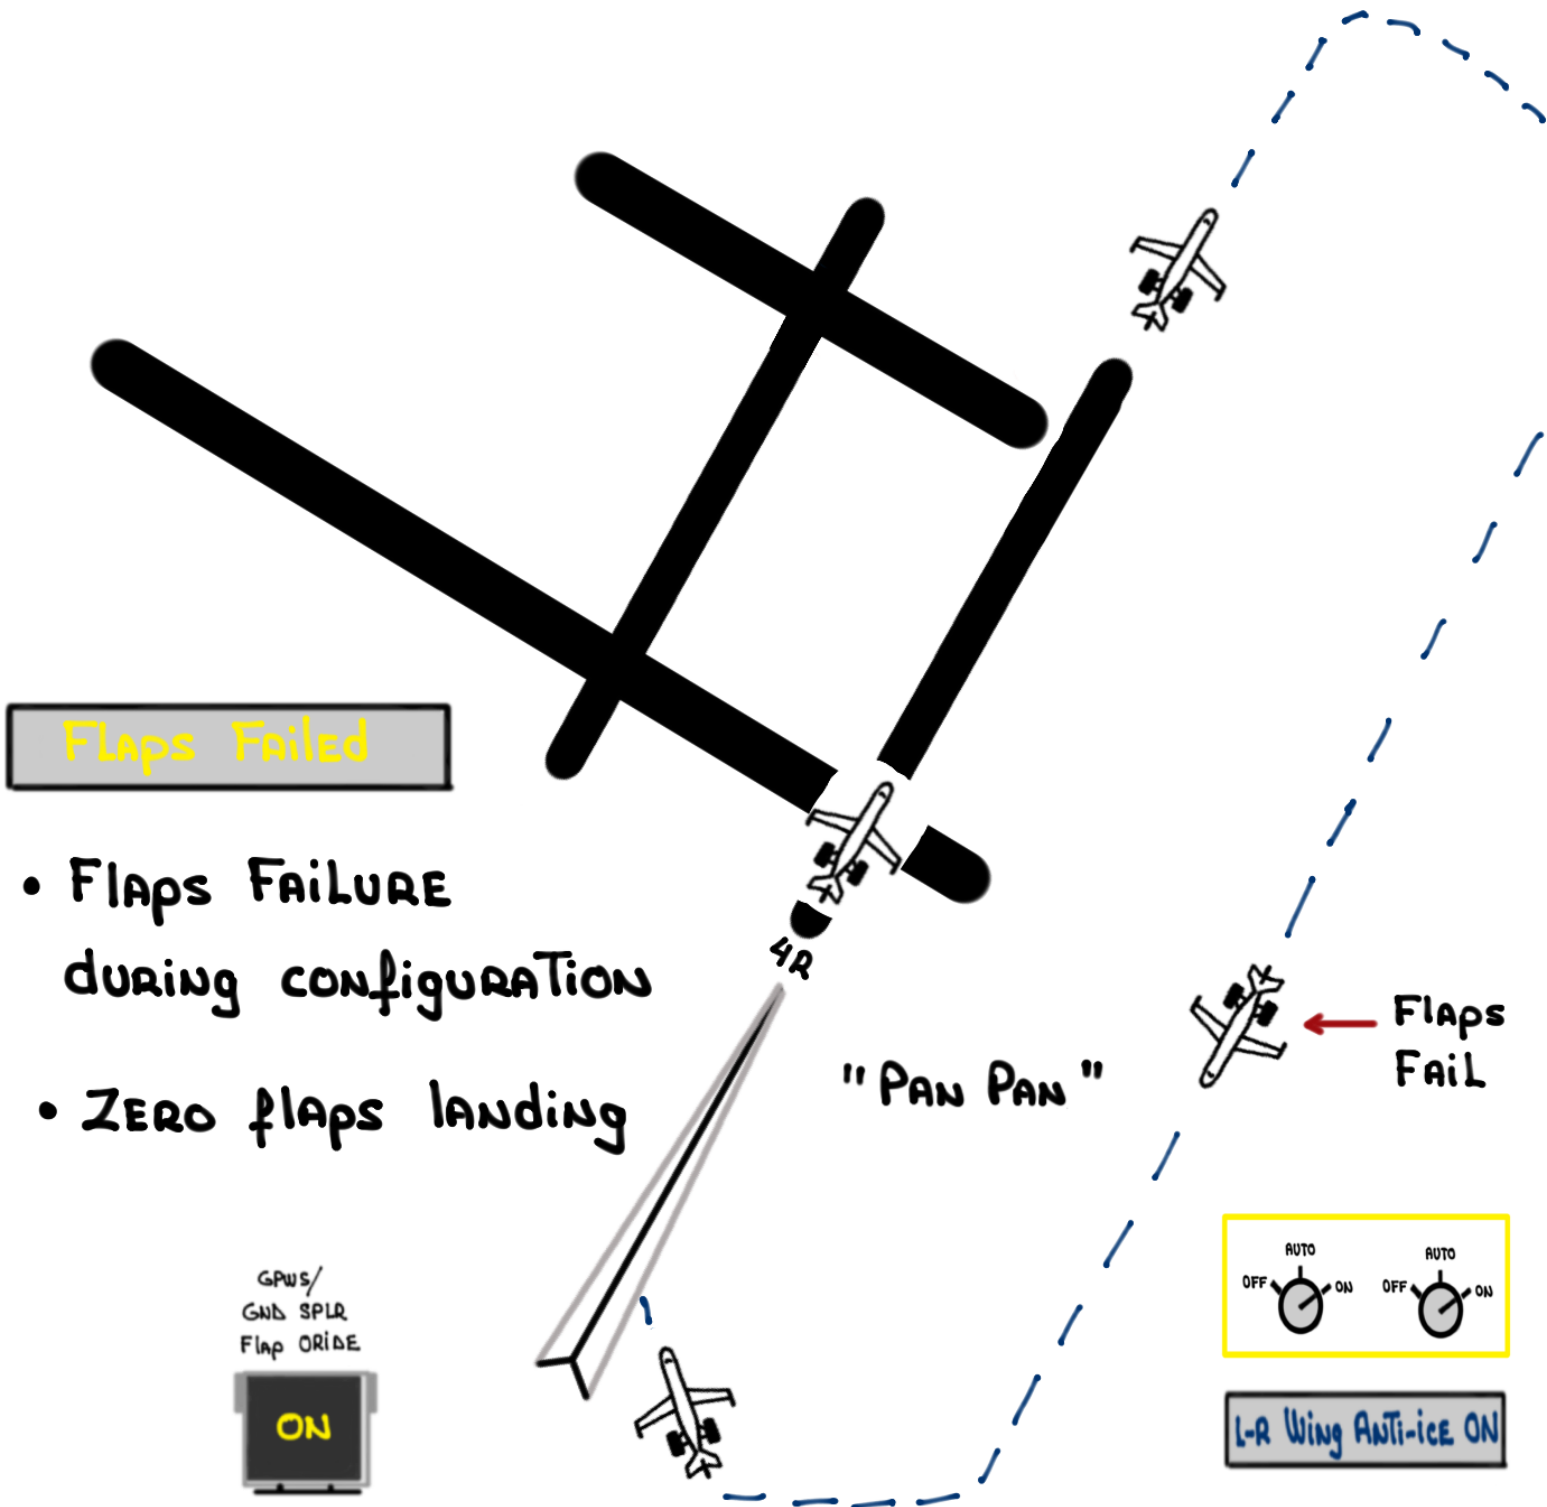 Flaps Failed
• Flaps Failure
during configuration
• Zero flaps landing
4R
"Pan Pan"
Flaps
Fail
GPWS/
GND SPLR
Flap ORIDE
ON
AUTO
OFF
ON
AUTO
OFF
ON
L-R Wing Anti-ice ON